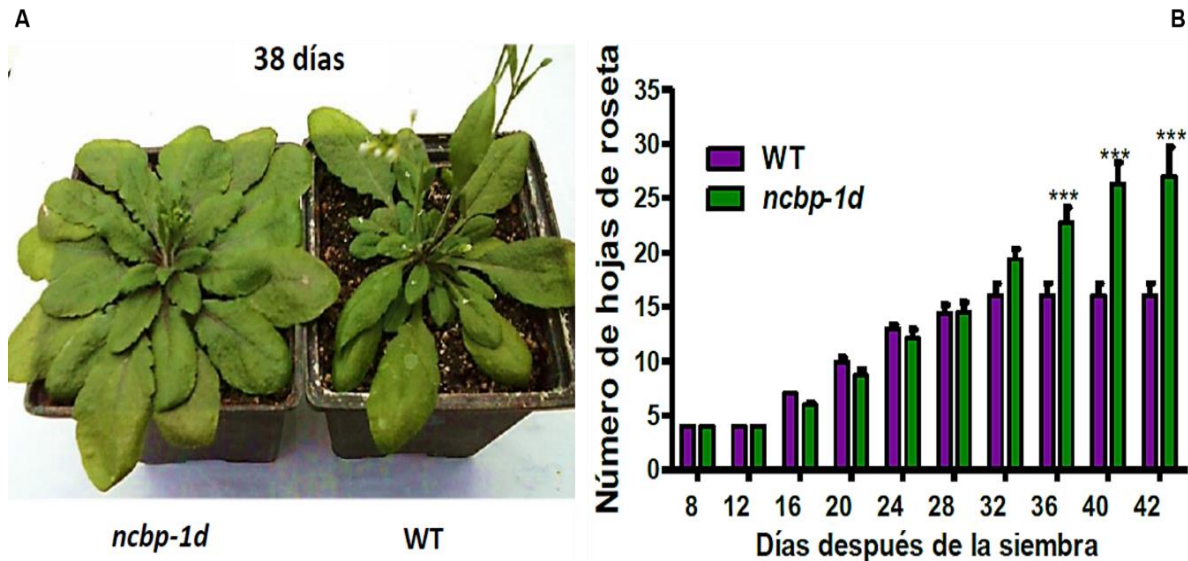 A
B
38 días
ncbp-1d
WT
Número de hojas de roseta
35
30
25
20
15
10
5
0
WT
ncbp-1d
***
***
***
8 12 16 20 24 28 32 36 40 42
Días después de la siembra